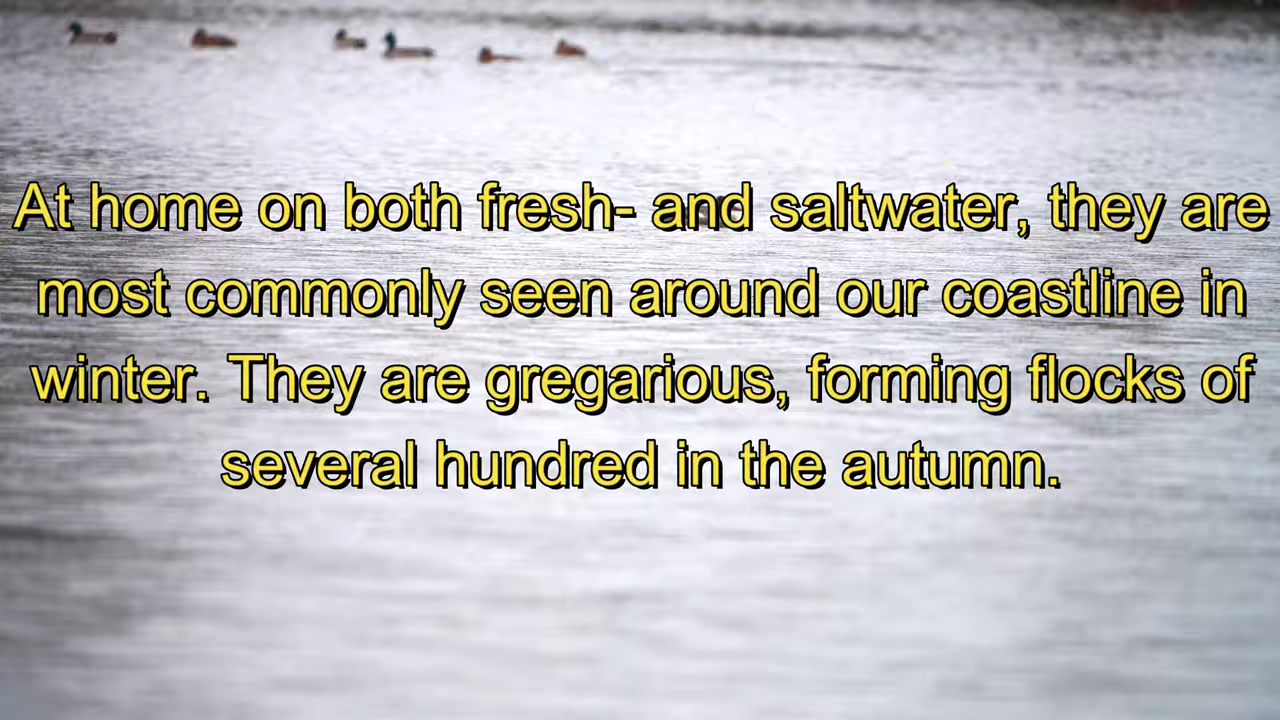 At home on both fresh- and saltwater, they are
most commonly seen around our coastline in
winter. They are gregarious, forming flocks of
several hundred in the autumn.